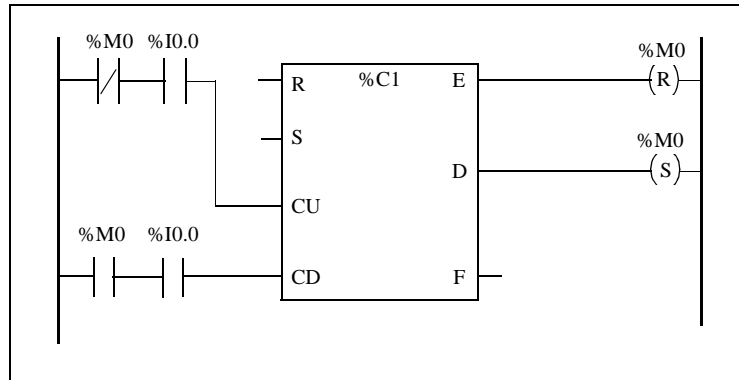 %M0 %I0.0
%M0
R %C1 E (R)
S
%M0
D (S)
CU
%M0 %I0.0
CD F